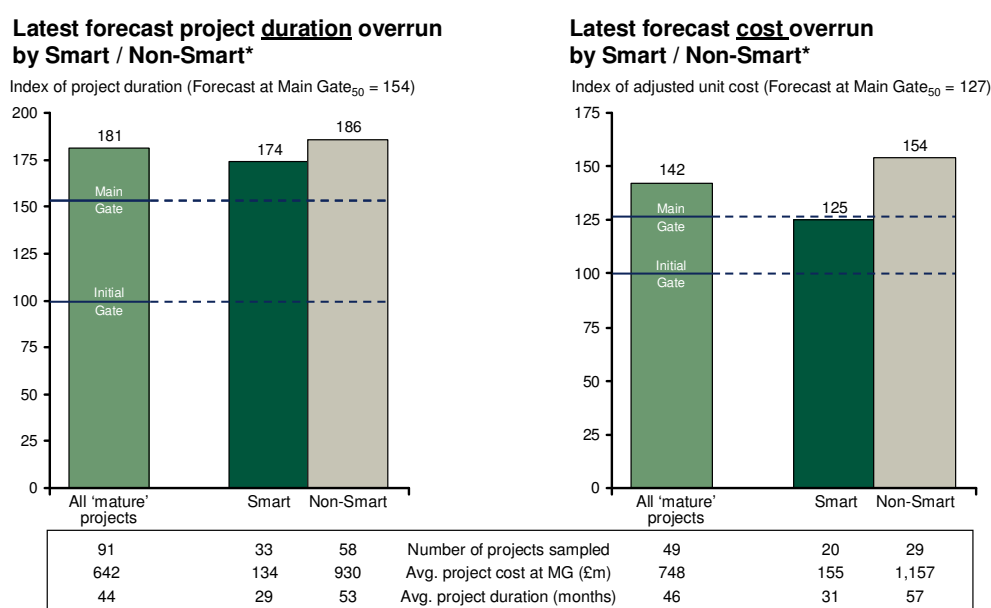 Latest forecast project duration overrun
by Smart / Non-Smart*
Index of project duration (Forecast at Main Gate50 = 154)
200
175
150
125
100
75
50
25
0
181
174
186
Main
Gate
Initial
Gate
All ‘mature’
projects
Smart
Non-Smart
Latest forecast cost overrun
by Smart / Non-Smart*
Index of adjusted unit cost (Forecast at Main Gate50 = 127)
175
150
125
100
75
50
25
0
142
125
154
Main
Gate
Initial
Gate
All ‘mature’
projects
Smart
Non-Smart
91 33 58 Number of projects sampled 49 20 29
642 134 930 Avg. project cost at MG (£m) 748 155 1,157
44 29 53 Avg. project duration (months) 46 31 57